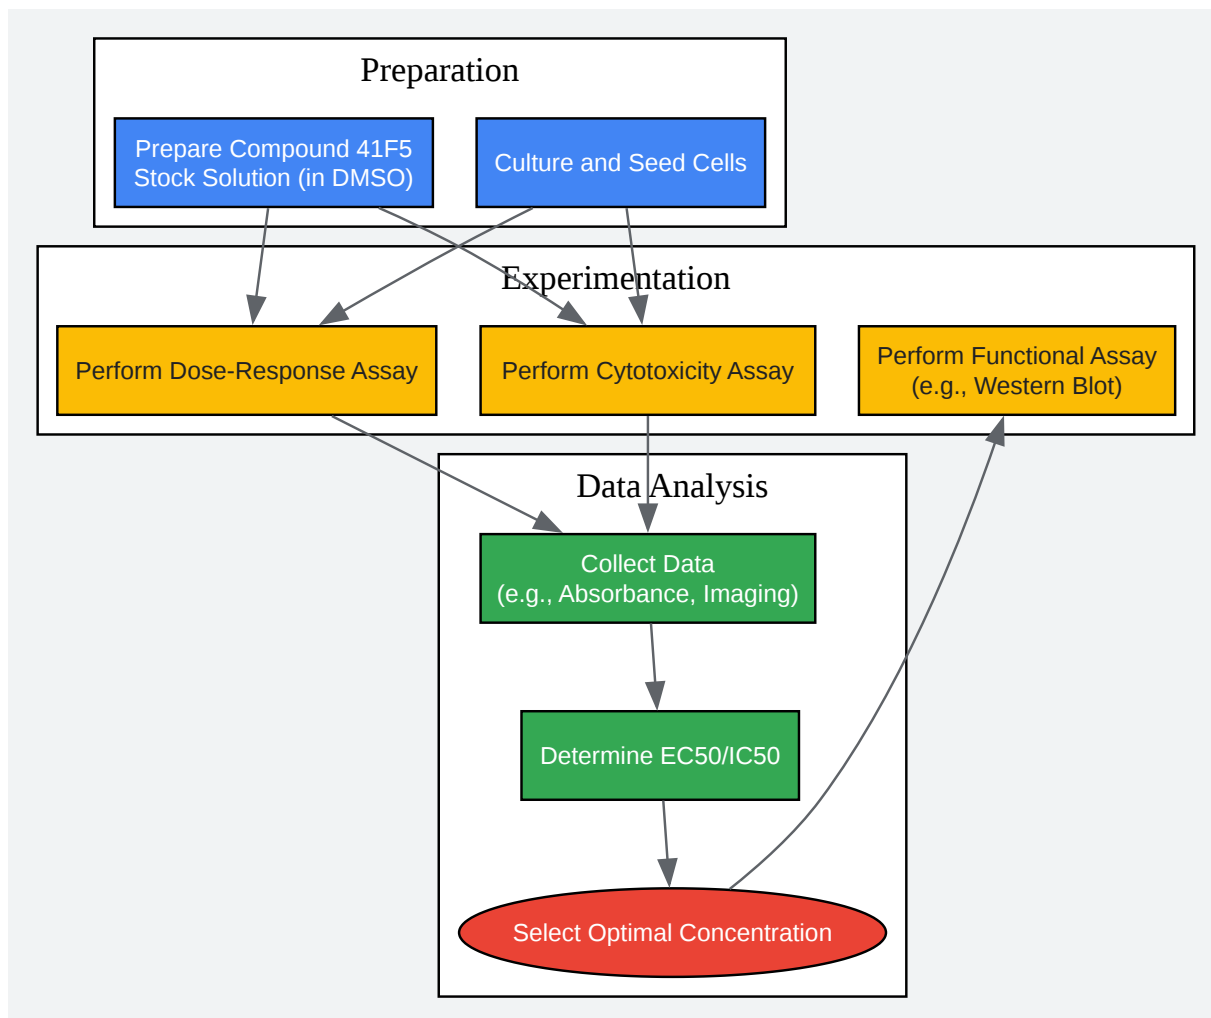 Preparation
Prepare Compound 41F5
Stock Solution (in DMSO)
Culture and Seed Cells
Experimentation
Perform Dose-Response Assay
Perform Cytotoxicity Assay
Perform Functional Assay
(e.g., Western Blot)
Data Analysis
Collect Data
(e.g., Absorbance, Imaging)
Determine EC50/IC50
Select Optimal Concentration